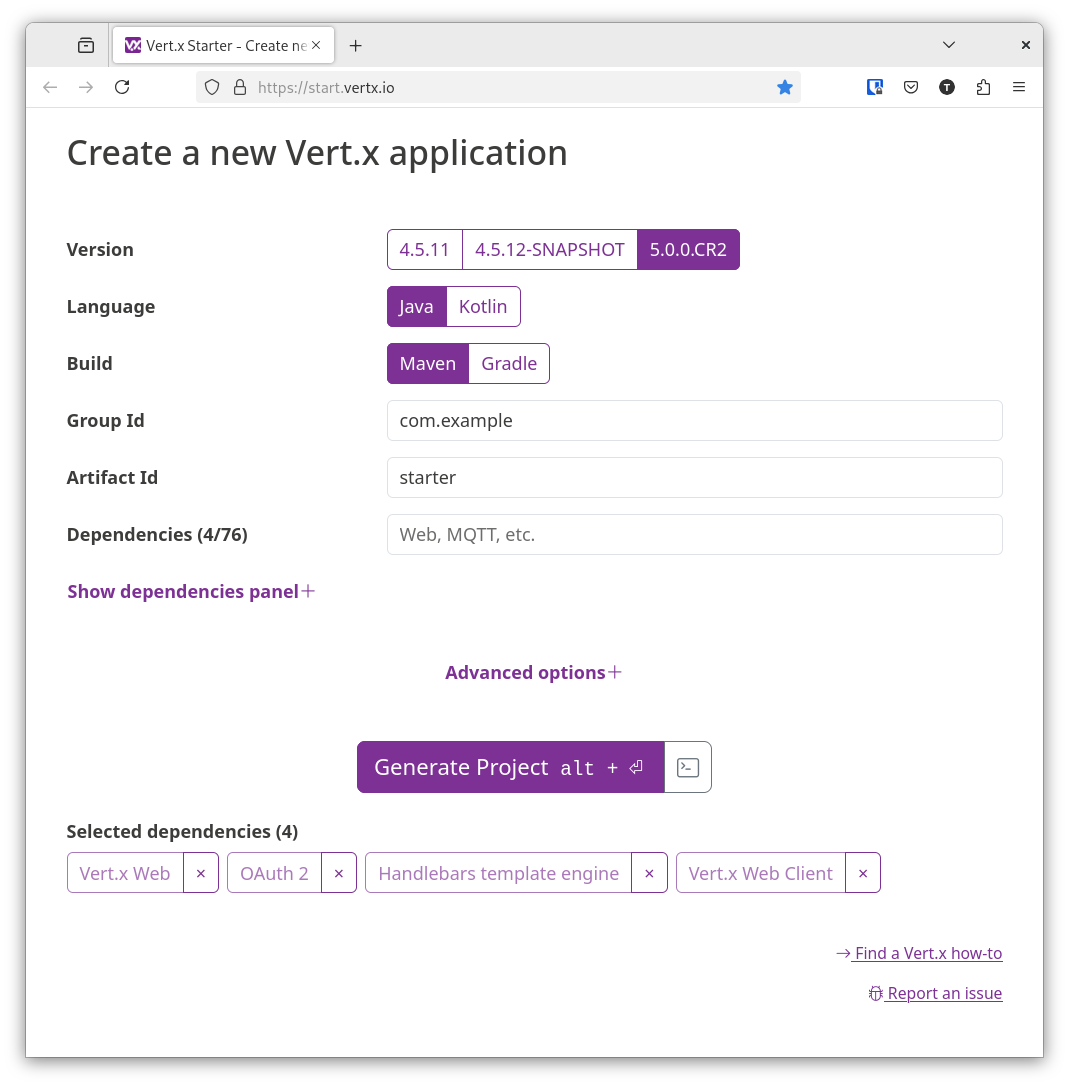 Vert.x Starter - Create ne
https://start.vertx.io
T
Create a new Vert.x application
Version 4.5.11 4.5.12-SNAPSHOT 5.0.0.CR2
Language Java Kotlin
Build Maven Gradle
Group Id com.example
Artifact Id starter
Dependencies (4/76) Web, MQTT, etc.
Show dependencies panel+
Advanced options+
Generate Project alt + ⏎
Selected dependencies (4)
Vert.x Web × OAuth 2 × Handlebars template engine × Vert.x Web Client ×
→ Find a Vert.x how-to
Report an issue